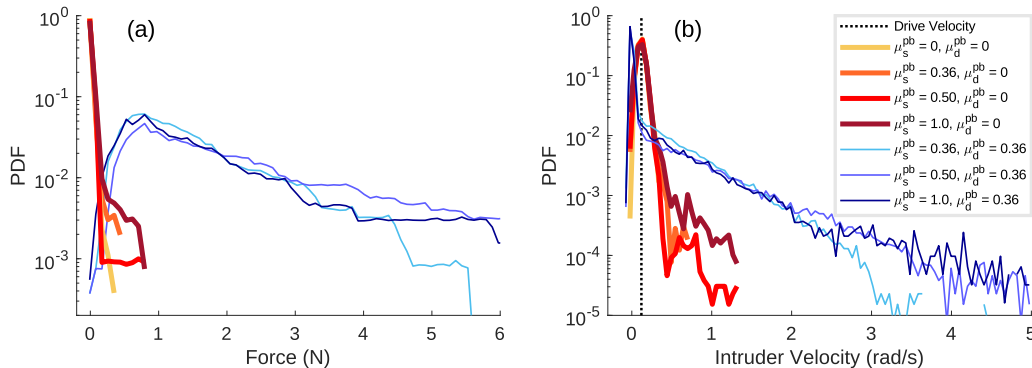 (a)
10^0
10^-1
10^-2
10^-3
PDF
0
1
2
3
4
5
6
Force (N)
(b)
10^0
10^-1
10^-2
10^-3
10^-4
10^-5
PDF
0
1
2
3
4
5
Intruder Velocity (rad/s)
Drive Velocity
μ_s^pb = 0, μ_d^pb = 0
μ_s^pb = 0.36, μ_d^pb = 0
μ_s^pb = 0.50, μ_d^pb = 0
μ_s^pb = 1.0, μ_d^pb = 0
μ_s^pb = 0.36, μ_d^pb = 0.36
μ_s^pb = 0.50, μ_d^pb = 0.36
μ_s^pb = 1.0, μ_d^pb = 0.36